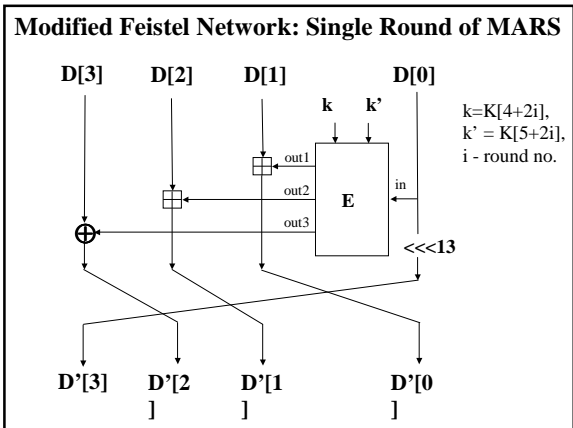 Modified Feistel Network: Single Round of MARS
D[3] D[2] D[1] D[0]
k k’
k=K[4+2i],
k’ = K[5+2i],
i - round no.
out1
out2
out3
in
E
<<<13
D’[3] D’[2 D’[1 D’[0
] ] ]